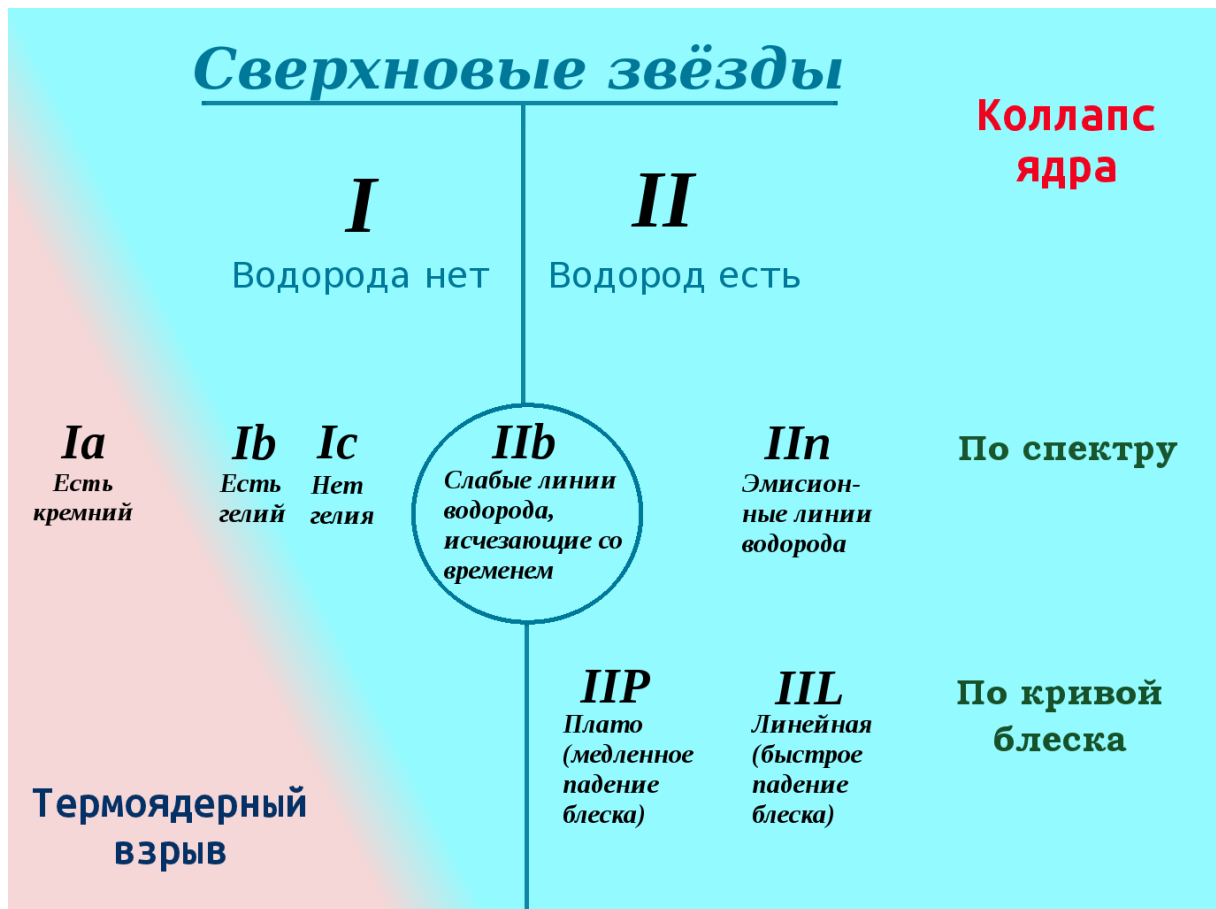 Сверхновые звёзды
Коллапс
ядра
I
II
Водорода нет
Водород есть
Ia
Есть
кремний
Ib
Есть
гелий
Ic
Нет
гелия
IIb
Слабые линии
водорода,
исчезающие со
временем
IIn
Эмисион-
ные линии
водорода
По спектру
IIP
Плато
(медленное
падение
блеска)
IIL
Линейная
(быстрое
падение
блеска)
По кривой
блеска
Термоядерный
взрыв